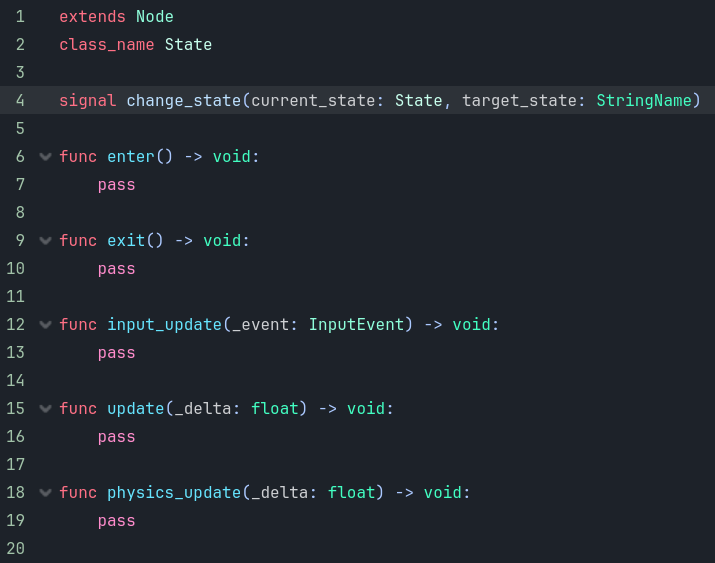 1 extends Node
2 class_name State
3
4 signal change_state(current_state: State, target_state: StringName)
5
6 func enter() -> void:
7     pass
8
9 func exit() -> void:
10     pass
11
12 func input_update(_event: InputEvent) -> void:
13     pass
14
15 func update(_delta: float) -> void:
16     pass
17
18 func physics_update(_delta: float) -> void:
19     pass
20